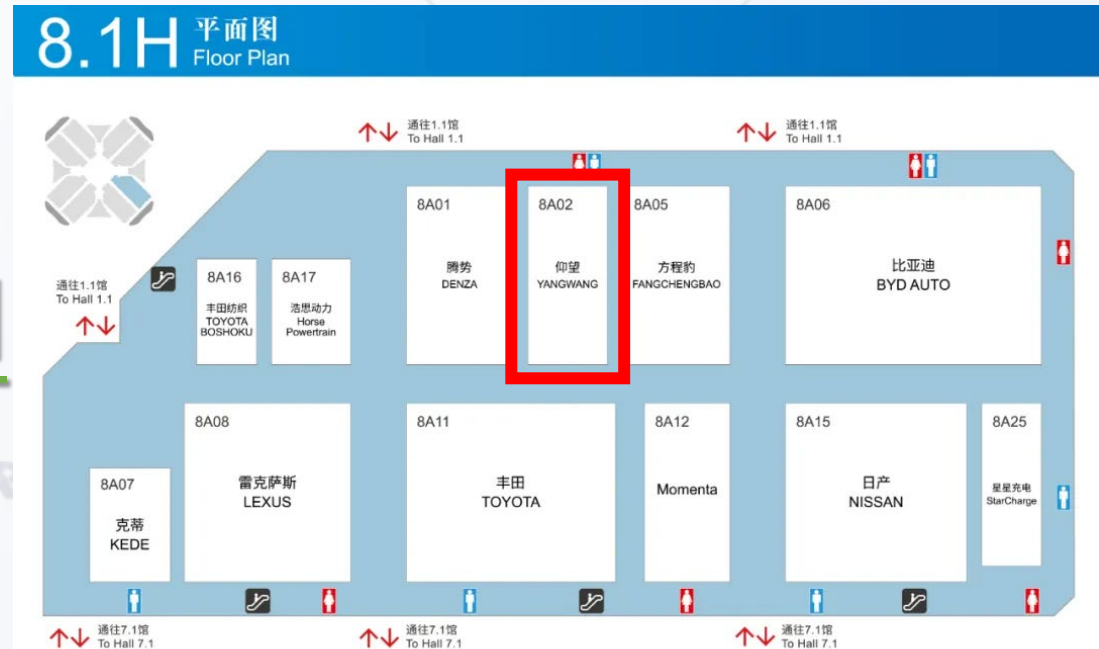 8.1H 平面图
Floor Plan
通往1.1馆
To Hall 1.1
通往1.1馆
To Hall 1.1
8A01
腾势
DENZA
8A02
仰望
YANGWANG
8A05
方程豹
FANGCHENGBAO
8A06
比亚迪
BYD AUTO
通往1.1馆
To Hall 1.1
8A16
丰田纺织
TOYOTA
BOSHOKU
8A17
浩思动力
Horse
Powertrain
8A07
克蒂
KEDE
8A08
雷克萨斯
LEXUS
8A11
丰田
TOYOTA
8A12
Momenta
8A15
日产
NISSAN
8A25
星星充电
StarCharge
通往7.1馆
To Hall 7.1
通往7.1馆
To Hall 7.1
通往7.1馆
To Hall 7.1